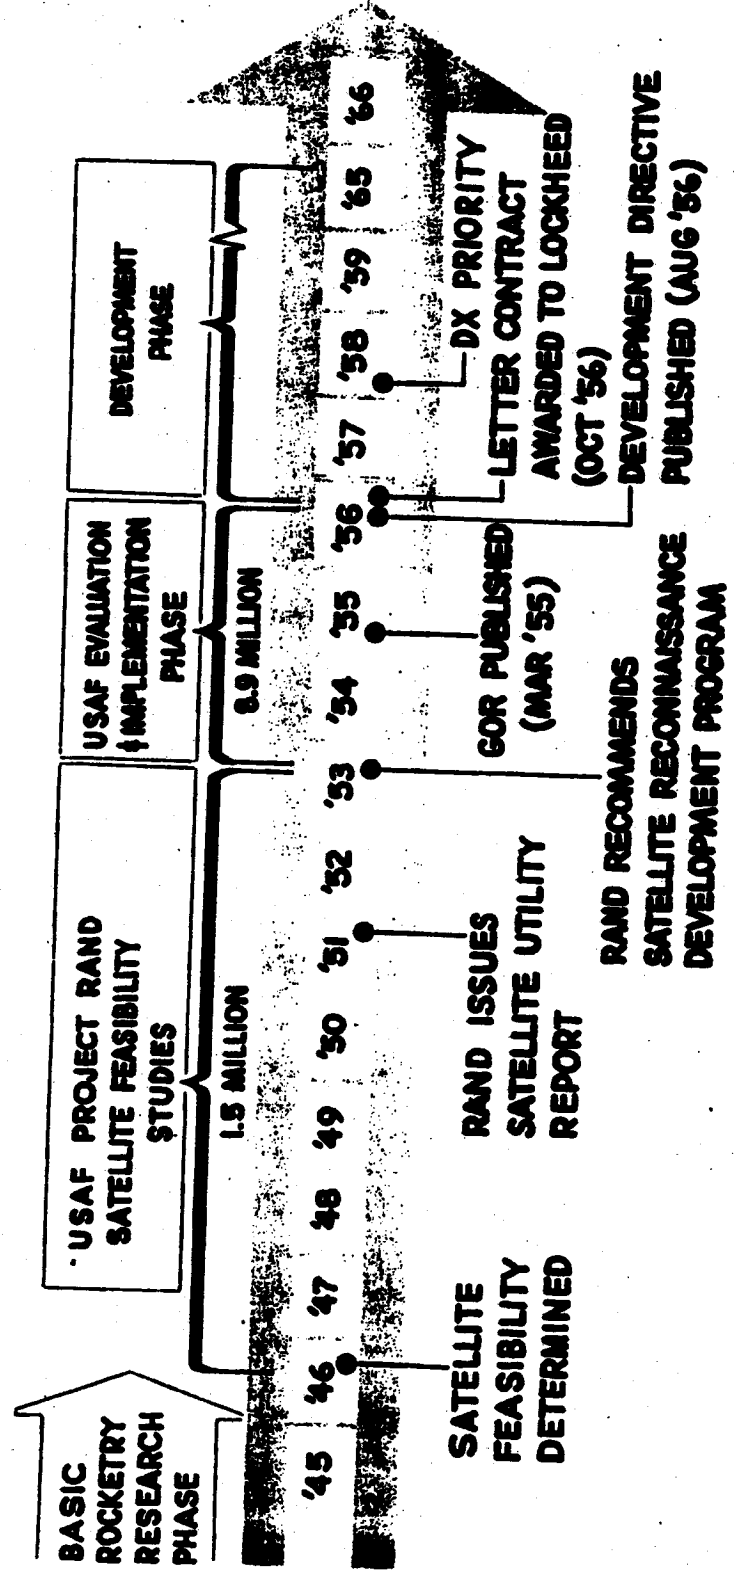 BASIC
ROCKETRY
RESEARCH
PHASE
USAF PROJECT RAND
SATELLITE FEASIBILITY
STUDIES
USAF EVALUATION
& IMPLEMENTATION
PHASE
DEVELOPMENT
PHASE
1.5 MILLION
8.9 MILLION
'45 '46 '47 '48 '49 '50 '51 '52 '53 '54 '55 '56 '57 '58 '59 '65 '66
SATELLITE
FEASIBILITY
DETERMINED
RAND ISSUES
SATELLITE UTILITY
REPORT
RAND RECOMMENDS
SATELLITE RECONNAISSANCE
DEVELOPMENT PROGRAM
GOR PUBLISHED
(MAR '55)
DX PRIORITY
LETTER CONTRACT
AWARDED TO LOCKHEED
(OCT '56)
DEVELOPMENT DIRECTIVE
PUBLISHED (AUG '56)